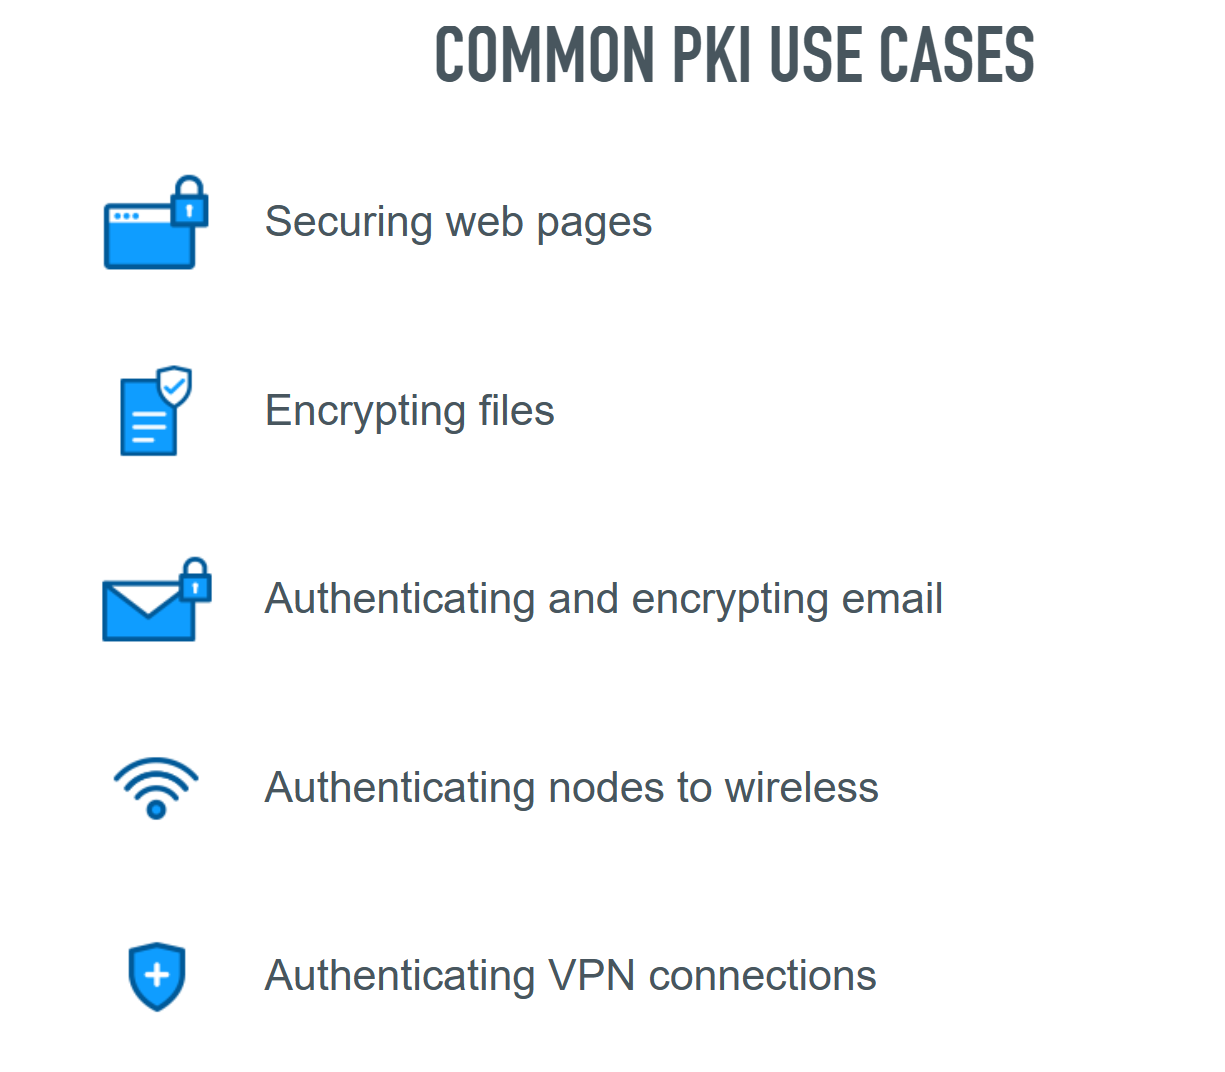 COMMON PKI USE CASES
Securing web pages
Encrypting files
Authenticating and encrypting email
Authenticating nodes to wireless
Authenticating VPN connections